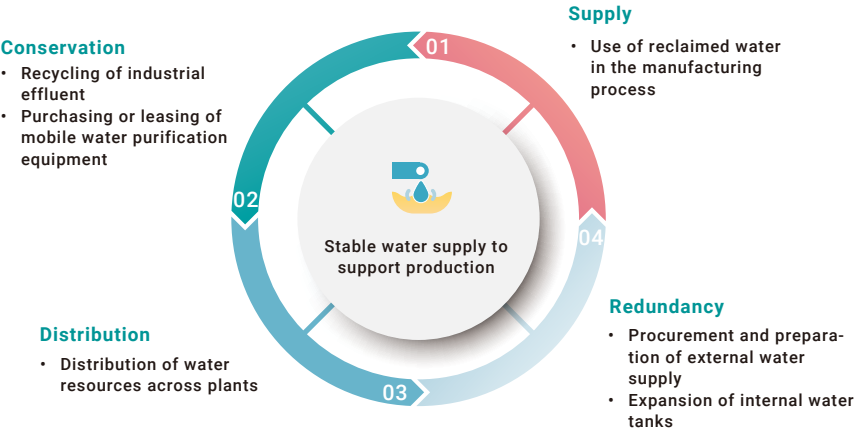 Supply
• Use of reclaimed water
in the manufacturing
process
Conservation
• Recycling of industrial
effluent
• Purchasing or leasing of
mobile water purification
equipment
01
02
03
04
Stable water supply to
support production
Distribution
• Distribution of water
resources across plants
Redundancy
• Procurement and prepara-
tion of external water
supply
• Expansion of internal water
tanks